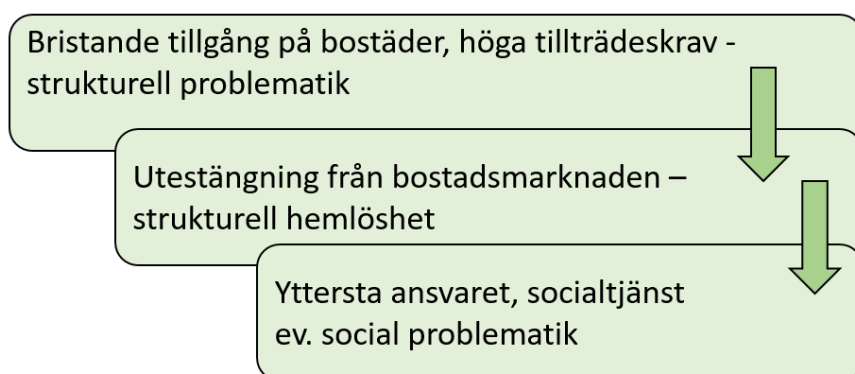 Bristande tillgång på bostäder, höga tillträdeskrav -
strukturell problematik
Utestängning från bostadsmarknaden –
strukturell hemlöshet
Yttersta ansvaret, socialtjänst
ev. social problematik